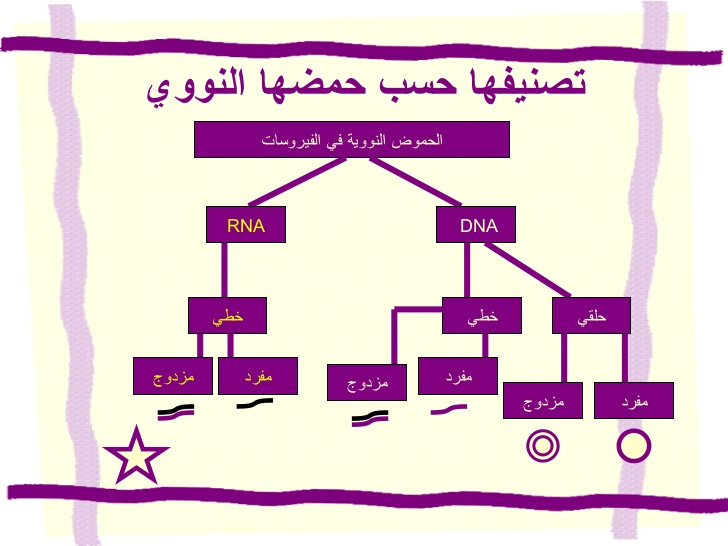 تصنيفها حسب حمضها النووي
الحموض النووية في الفيروسات
DNA
RNA
حلقي
خطي
خطي
مفرد
مزدوج
مفرد
مزدوج
مفرد
مزدوج